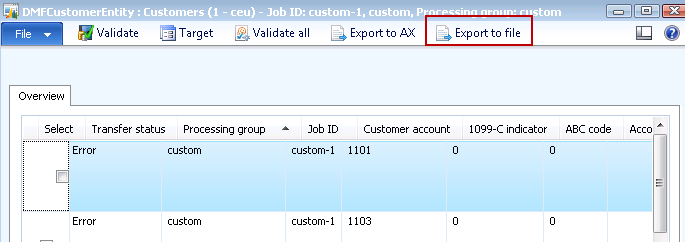 DMFCustomerEntity : Customers (1 - ceu) - Job ID: custom-1, custom, Processing group: custom
File Validate Target Validate all Export to AX Export to file
Overview
Select Transfer status Processing group Job ID Customer account 1099-C indicator ABC code Acco
Error custom custom-1 1101 0 0
Error custom custom-1 1103 0 0